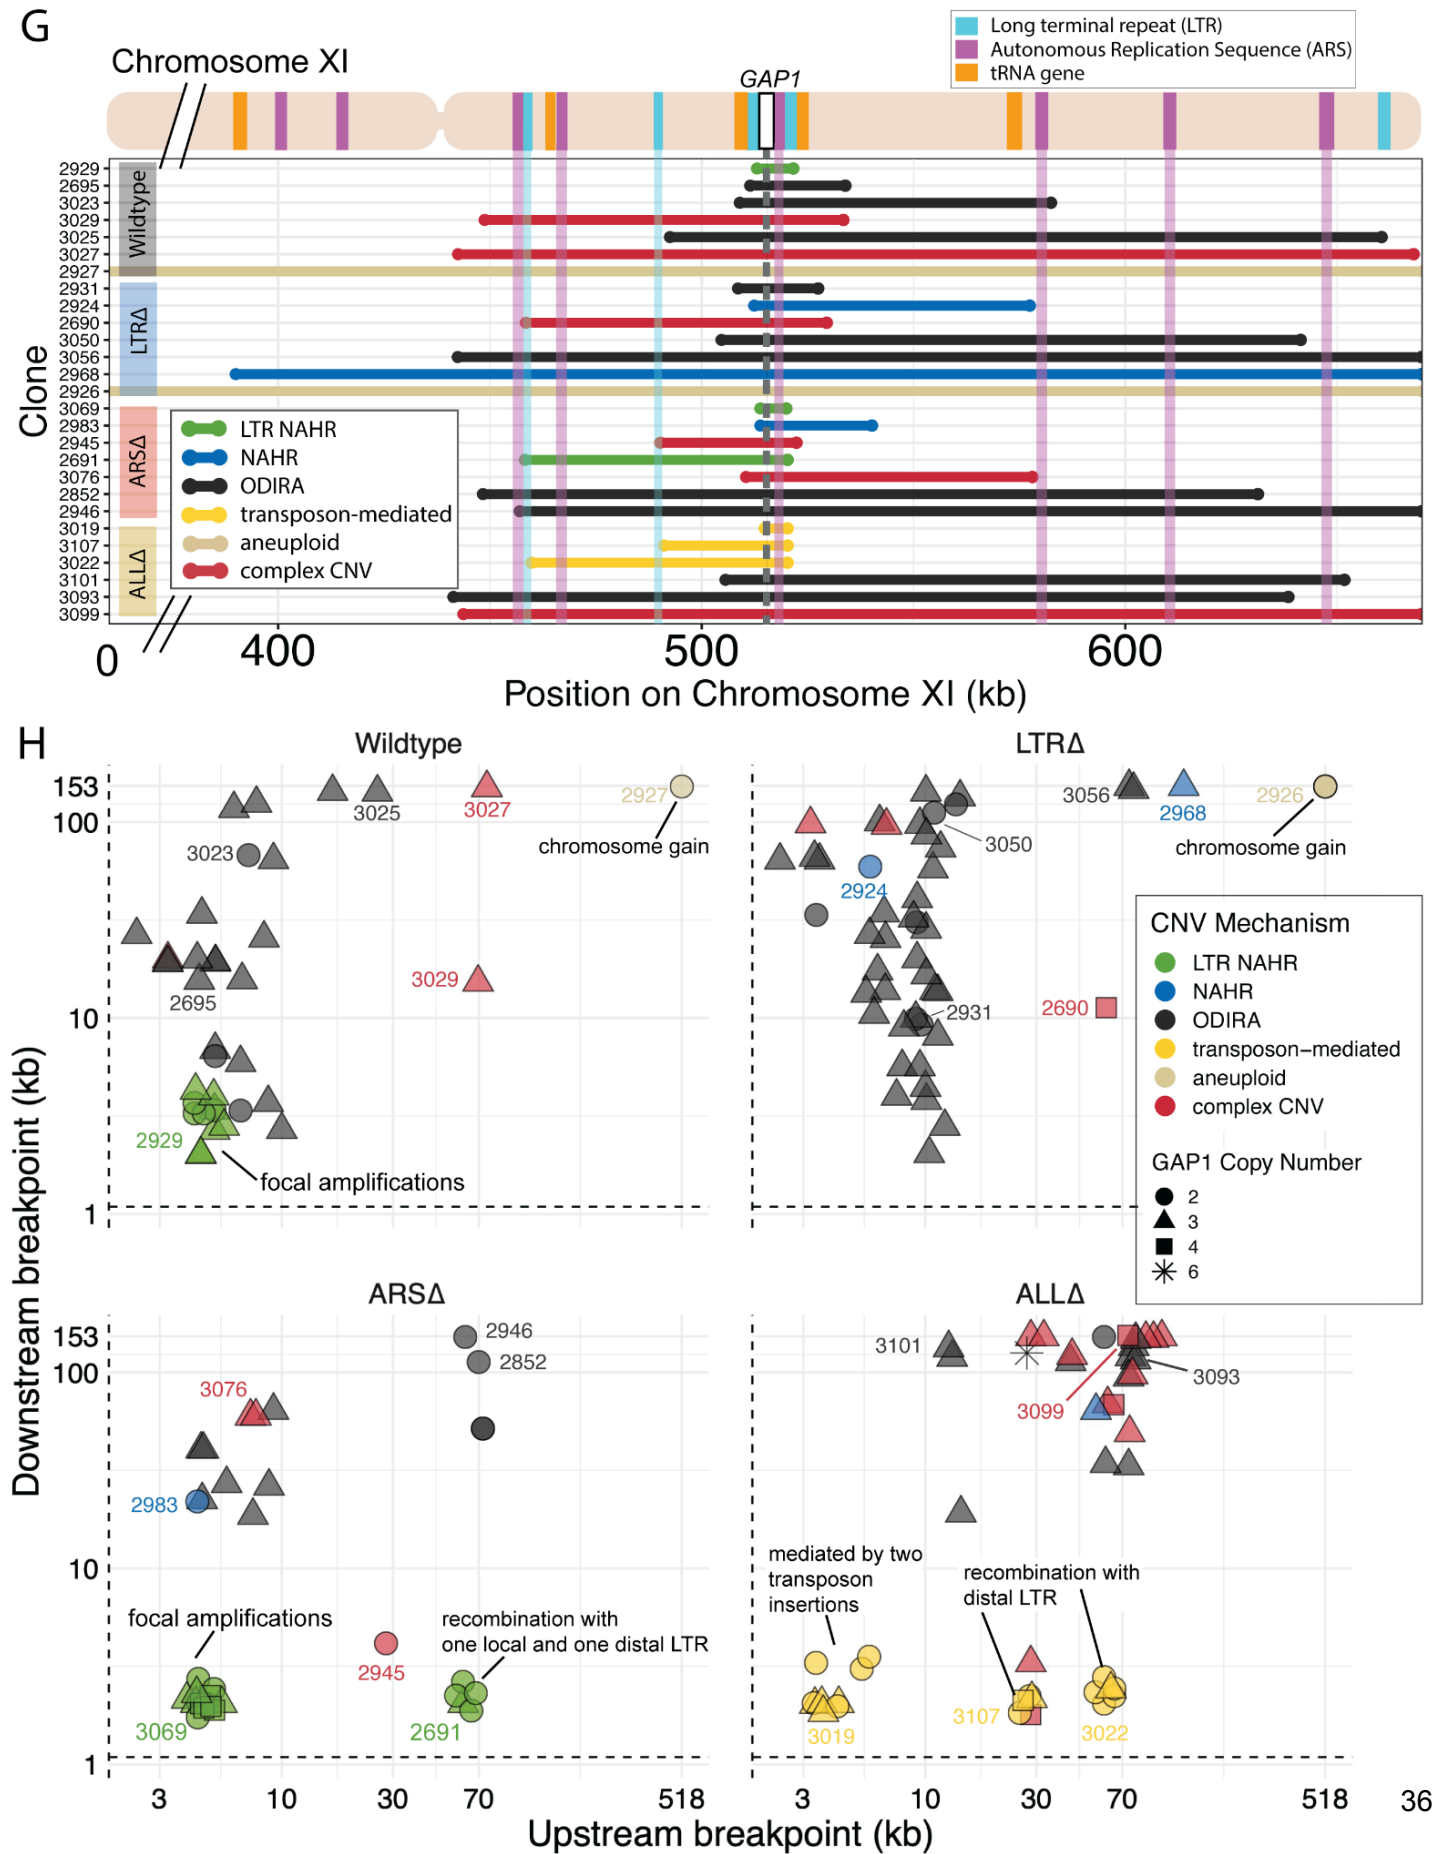 G
Long terminal repeat (LTR)
Autonomous Replication Sequence (ARS)
tRNA gene
Chromosome XI
GAP1
Clone
Wildtype
2929
2695
3023
3029
3025
3027
2927
LTRΔ
2931
2924
2690
3050
3056
2968
2926
ARSΔ
3069
2983
2945
2691
3076
2852
2946
ALLΔ
3019
3107
3022
3101
3093
3099
LTR NAHR
NAHR
ODIRA
transposon-mediated
aneuploid
complex CNV
0 400 500 600
Position on Chromosome XI (kb)
H
Downstream breakpoint (kb)
Wildtype
153
100
10
1
3025
3027
2927
chromosome gain
3023
3029
2695
2929
focal amplifications
LTRΔ
3056
2968
2926
chromosome gain
3050
2924
2931
2690
CNV Mechanism
LTR NAHR
NAHR
ODIRA
transposon−mediated
aneuploid
complex CNV
GAP1 Copy Number
2
3
4
6
ARSΔ
153
100
10
1
2946
2852
3076
2983
focal amplifications
recombination with
one local and one distal LTR
2945
3069
2691
3 10 30 70 518
ALLΔ
3101
3093
3099
mediated by two
transposon
insertions
recombination with
distal LTR
3107
3019
3022
3 10 30 70 518
36
Upstream breakpoint (kb)